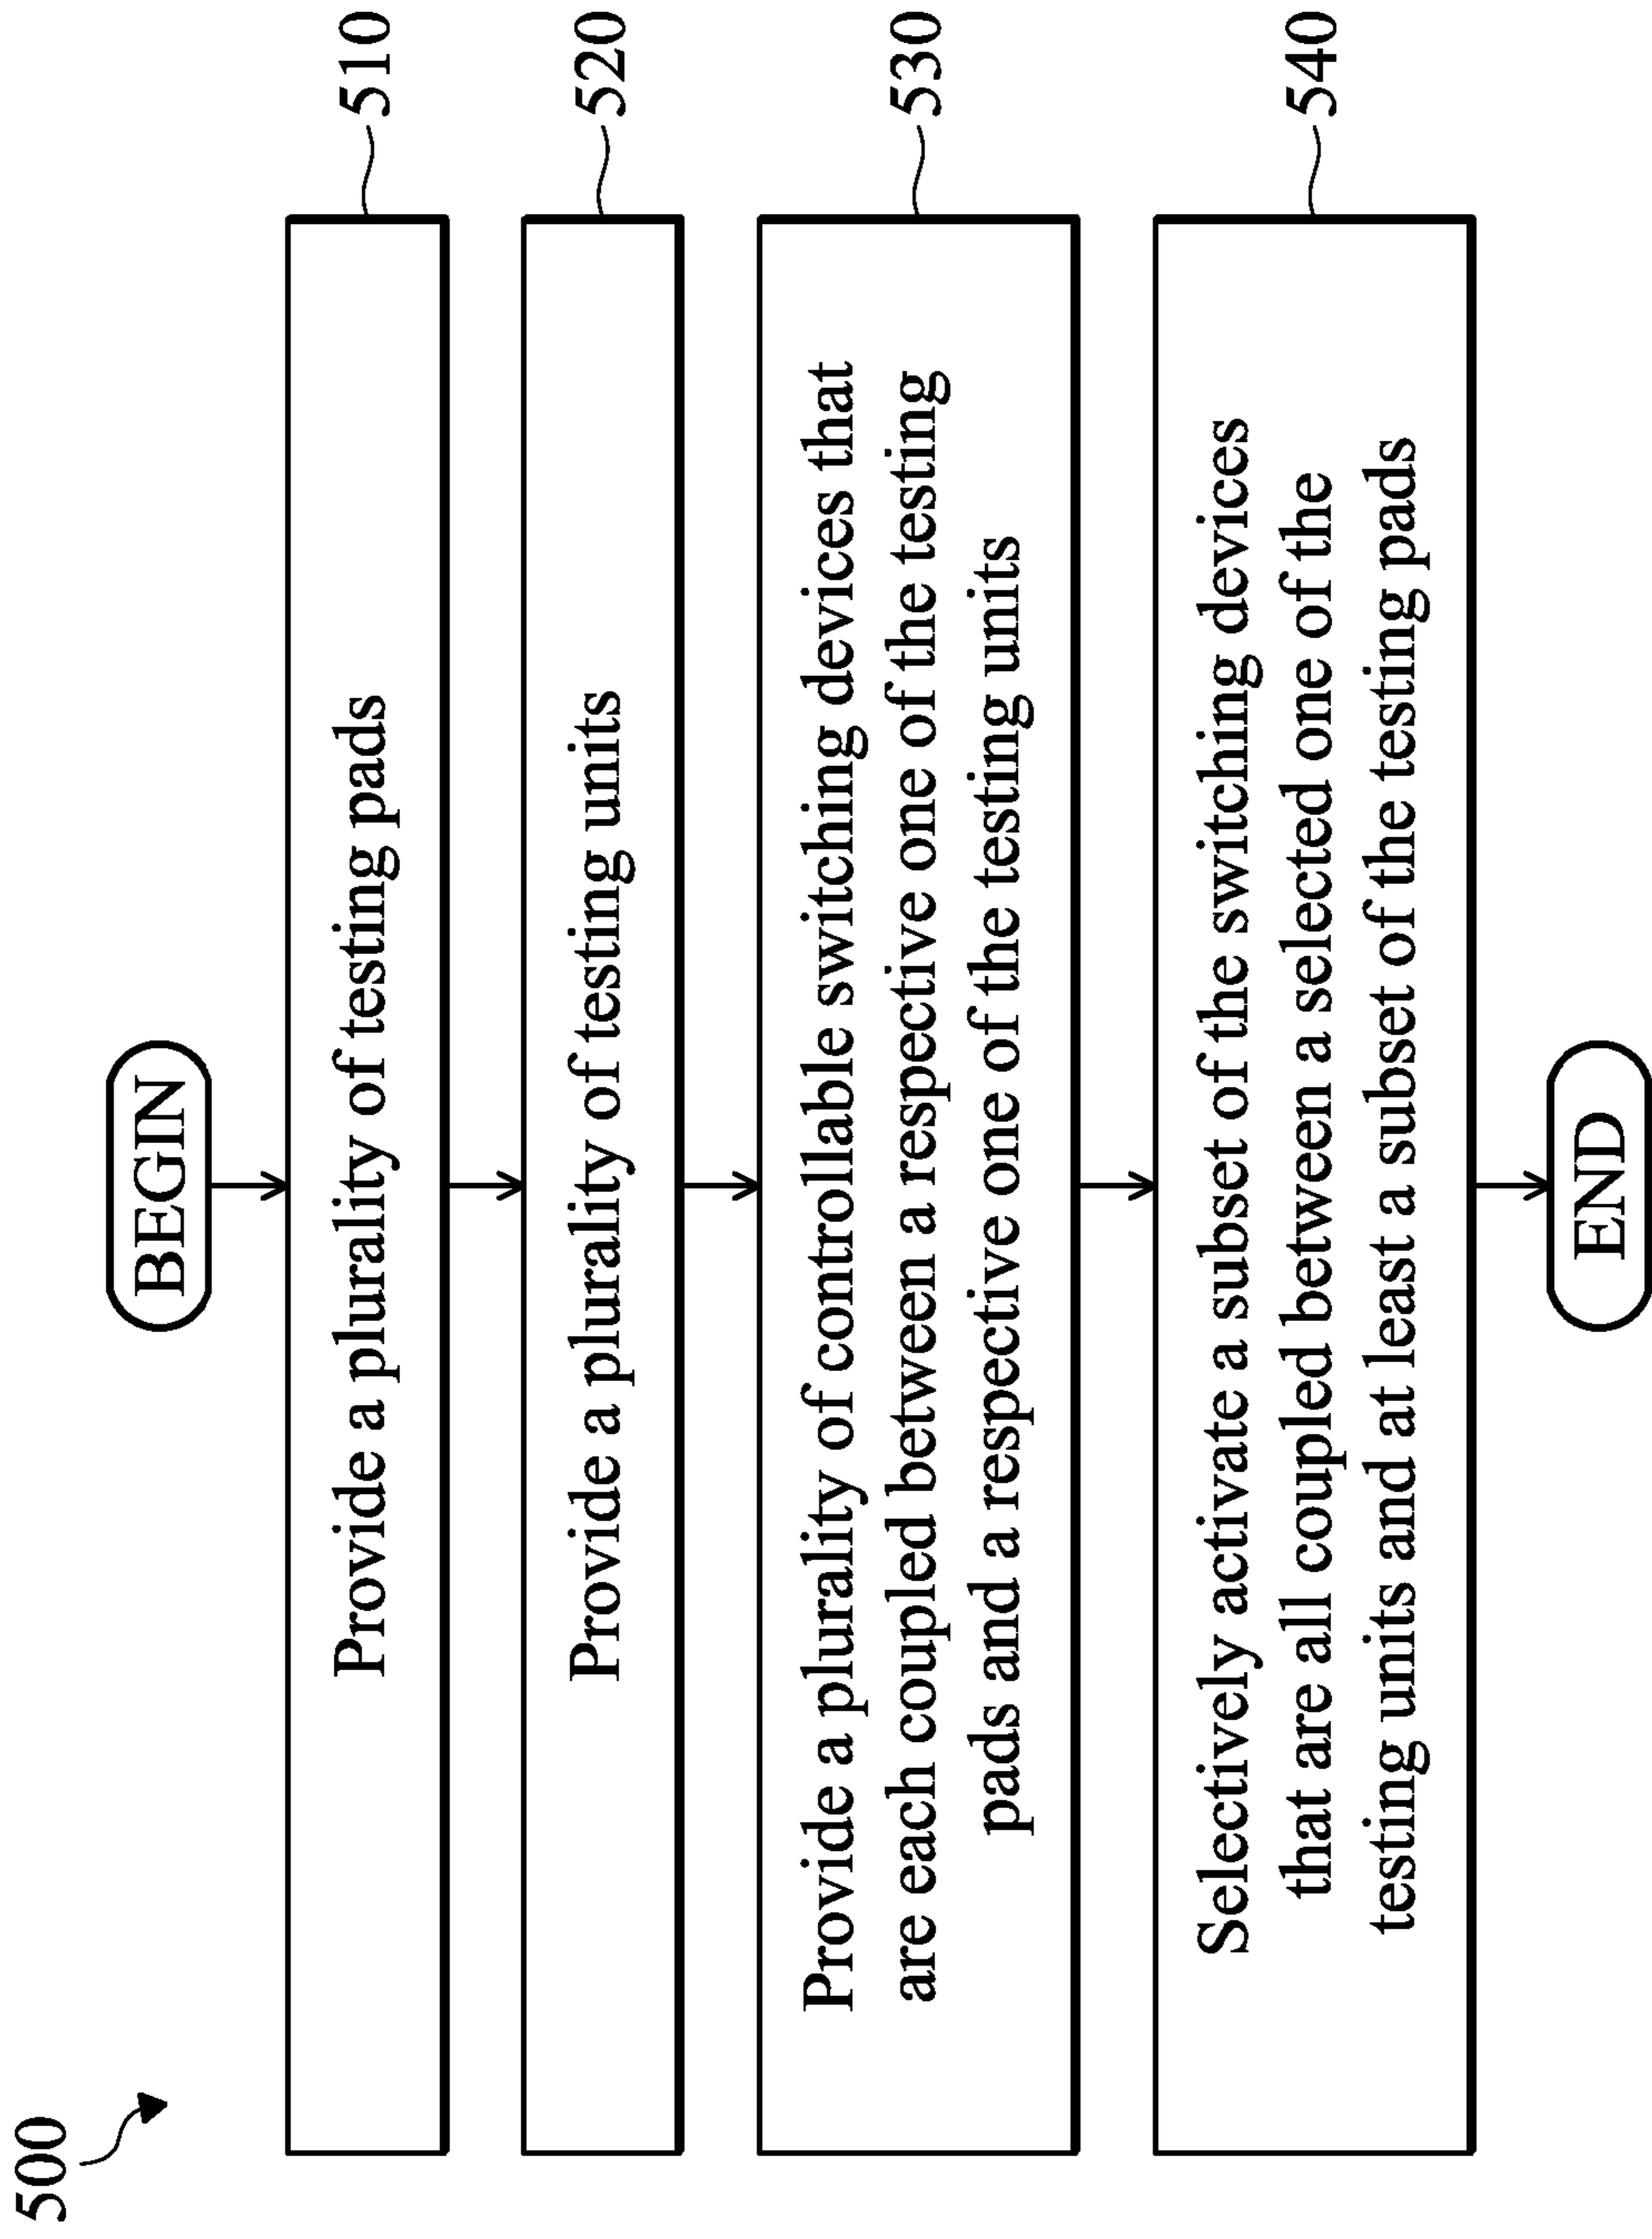 500
BEGIN
Provide a plurality of testing pads
510
Provide a plurality of testing units
520
Provide a plurality of controllable switching devices that
are each coupled between a respective one of the testing
pads and a respective one of the testing units
530
Selectively activate a subset of the switching devices
that are all coupled between a selected one of the
testing units and at least a subset of the testing pads
540
END